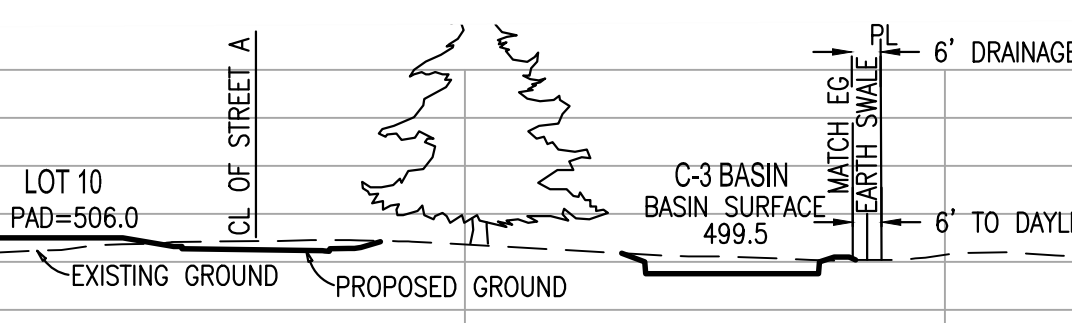 PL
6' DRAINAGE
CL OF STREET A
MATCH EG
EARTH SWALE
LOT 10
PAD=506.0
C-3 BASIN
BASIN SURFACE
499.5
6' TO DAYLI
EXISTING GROUND
PROPOSED GROUND